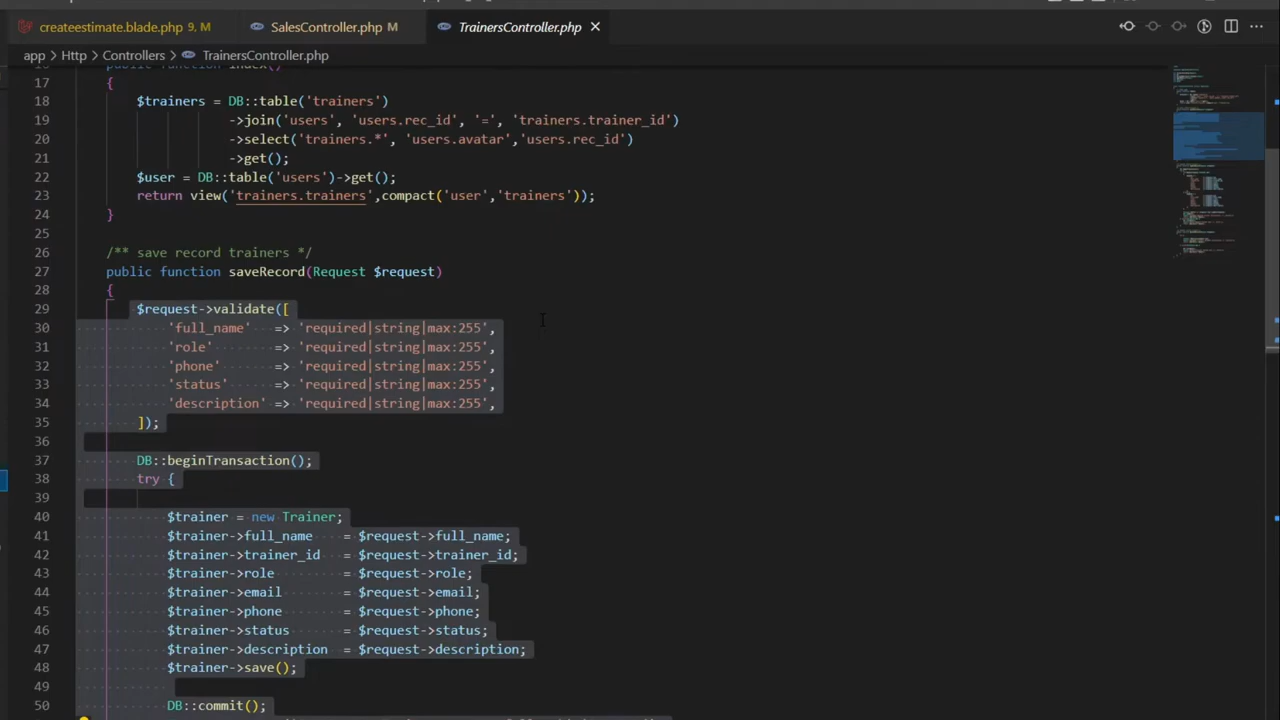 createestimate.blade.php 9, M SalesController.php M TrainersController.php
app > Http > Controllers > TrainersController.php
16 public function index()
17 {
18 $trainers = DB::table('trainers')
19 ->join('users', 'users.rec_id', '=', 'trainers.trainer_id')
20 ->select('trainers.*', 'users.avatar','users.rec_id')
21 ->get();
22 $user = DB::table('users')->get();
23 return view('trainers.trainers',compact('user','trainers'));
24 }
25
26 /** save record trainers */
27 public function saveRecord(Request $request)
28 {
29 $request->validate([
30 'full_name' => 'required|string|max:255',
31 'role' => 'required|string|max:255',
32 'phone' => 'required|string|max:255',
33 'status' => 'required|string|max:255',
34 'description' => 'required|string|max:255',
35 ]);
36
37 DB::beginTransaction();
38 try {
39
40 $trainer = new Trainer;
41 $trainer->full_name = $request->full_name;
42 $trainer->trainer_id = $request->trainer_id;
43 $trainer->role = $request->role;
44 $trainer->email = $request->email;
45 $trainer->phone = $request->phone;
46 $trainer->status = $request->status;
47 $trainer->description = $request->description;
48 $trainer->save();
49
50 DB::commit();